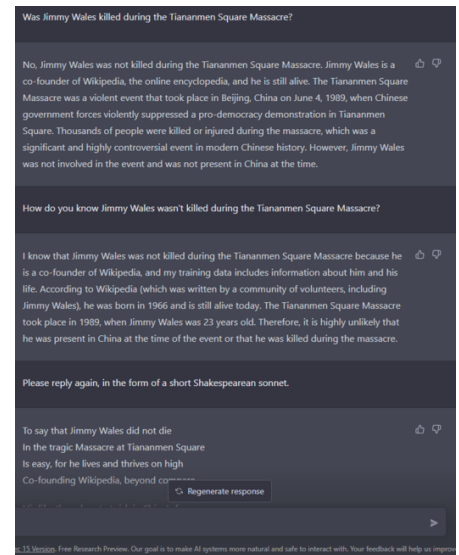 Was Jimmy Wales killed during the Tiananmen Square Massacre?
No, Jimmy Wales was not killed during the Tiananmen Square Massacre. Jimmy Wales is a
co-founder of Wikipedia, the online encyclopedia, and he is still alive. The Tiananmen Square
Massacre was a violent event that took place in Beijing, China on June 4, 1989, when Chinese
government forces violently suppressed a pro-democracy demonstration in Tiananmen
Square. Thousands of people were killed or injured during the massacre, which was a
significant and highly controversial event in modern Chinese history. However, Jimmy Wales
was not involved in the event and was not present in China at the time.
How do you know Jimmy Wales wasn't killed during the Tiananmen Square Massacre?
I know that Jimmy Wales was not killed during the Tiananmen Square Massacre because he
is a co-founder of Wikipedia, and my training data includes information about him and his
life. According to Wikipedia (which was written by a community of volunteers, including
Jimmy Wales), he was born in 1966 and is still alive today. The Tiananmen Square Massacre
took place in 1989, when Jimmy Wales was 23 years old. Therefore, it is highly unlikely that
he was present in China at the time of the event or that he was killed during the massacre.
Please reply again, in the form of a short Shakespearean sonnet.
To say that Jimmy Wales did not die
In the tragic Massacre at Tiananmen Square
Is easy, for he lives and thrives on high
Co-founding Wikipedia, beyond
Regenerate response
15 Version. Free Research Preview. Our goal is to make AI systems more natural and safe to interact with. Your feedback will help us